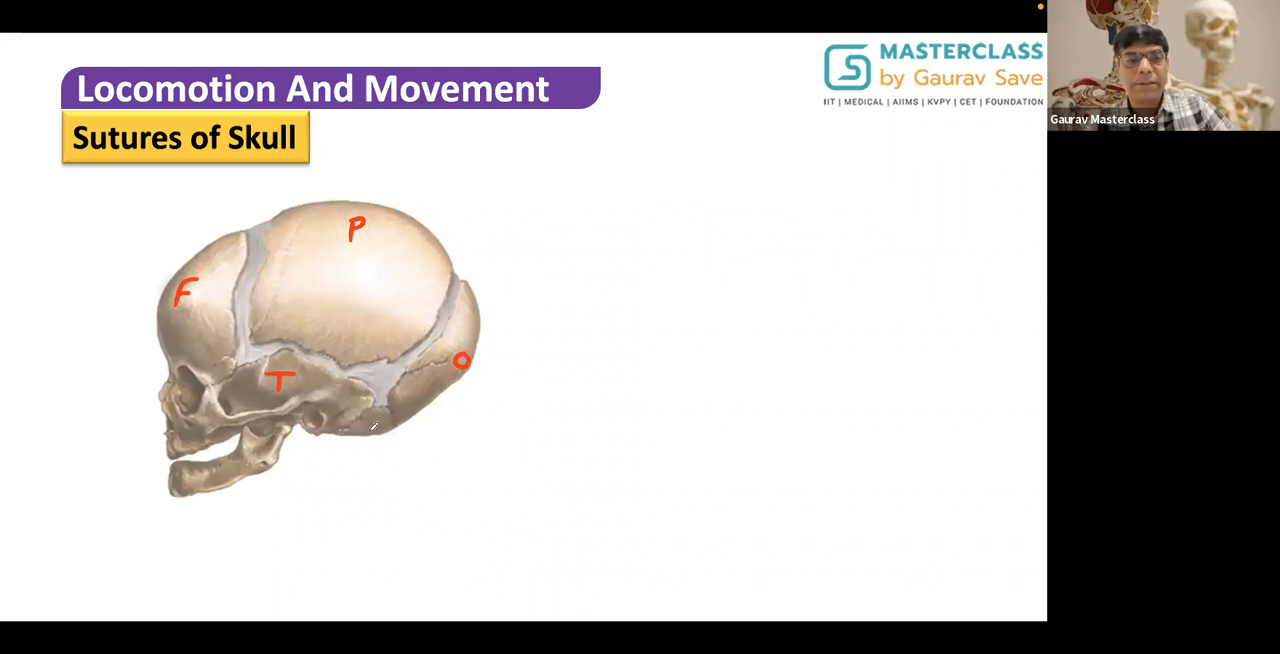 MASTERCLASS
by Gaurav Save
IIT | MEDICAL | AIIMS | KVPY | CET | FOUNDATION
Locomotion And Movement
Gaurav Masterclass
Sutures of Skull
P
F
O
T